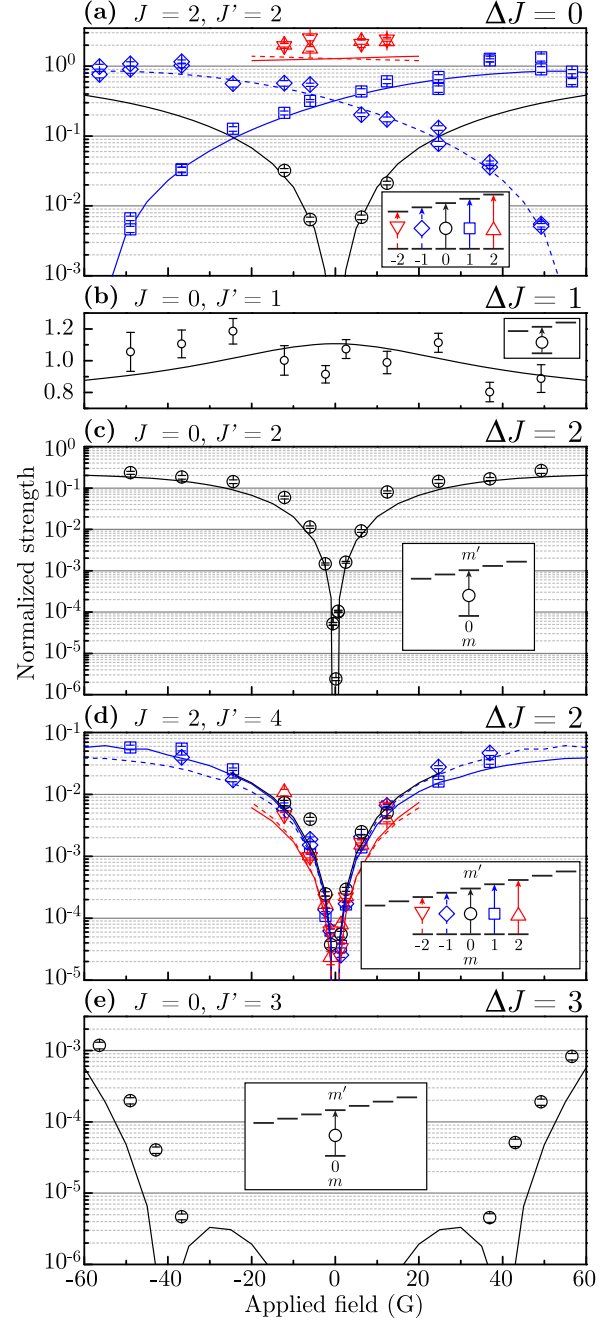 (a) J = 2, J' = 2 ΔJ = 0
10^0
10^-1
10^-2
10^-3
-2 -1 0 1 2
(b) J = 0, J' = 1 ΔJ = 1
1.2
1.0
0.8
(c) J = 0, J' = 2 ΔJ = 2
10^0
10^-1
10^-2
10^-3
10^-4
10^-5
10^-6
m'
0
m
Normalized strength
(d) J = 2, J' = 4 ΔJ = 2
10^-1
10^-2
10^-3
10^-4
10^-5
m'
-2 -1 0 1 2
m
(e) J = 0, J' = 3 ΔJ = 3
10^-3
10^-4
10^-5
10^-6
m'
0
m
-60 -40 -20 0 20 40 60
Applied field (G)